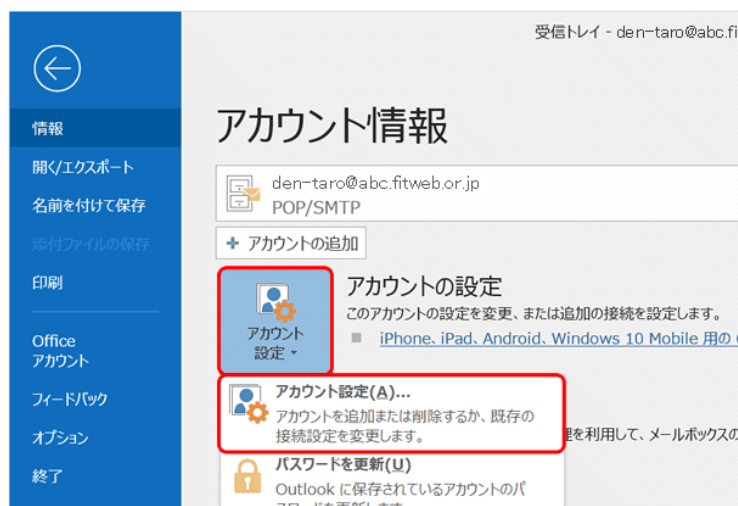 受信トレイ - den-taro@abc.fi
アカウント情報
情報
開く/エクスポート
名前を付けて保存
添付ファイルの保存
印刷
Office
アカウント
フィードバック
オプション
終了
den-taro@abc.fitweb.or.jp
POP/SMTP
アカウントの追加
アカウント
設定
アカウントの設定
このアカウントの設定を変更、または追加の接続を設定します。
iPhone、iPad、Android、Windows 10 Mobile 用の
アカウント設定(A)...
アカウントを追加または削除するか、既存の
接続設定を変更します。
を利用して、メールボックスの
パスワードを更新(U)
Outlook に保存されているアカウントのパ
スワードを更新します